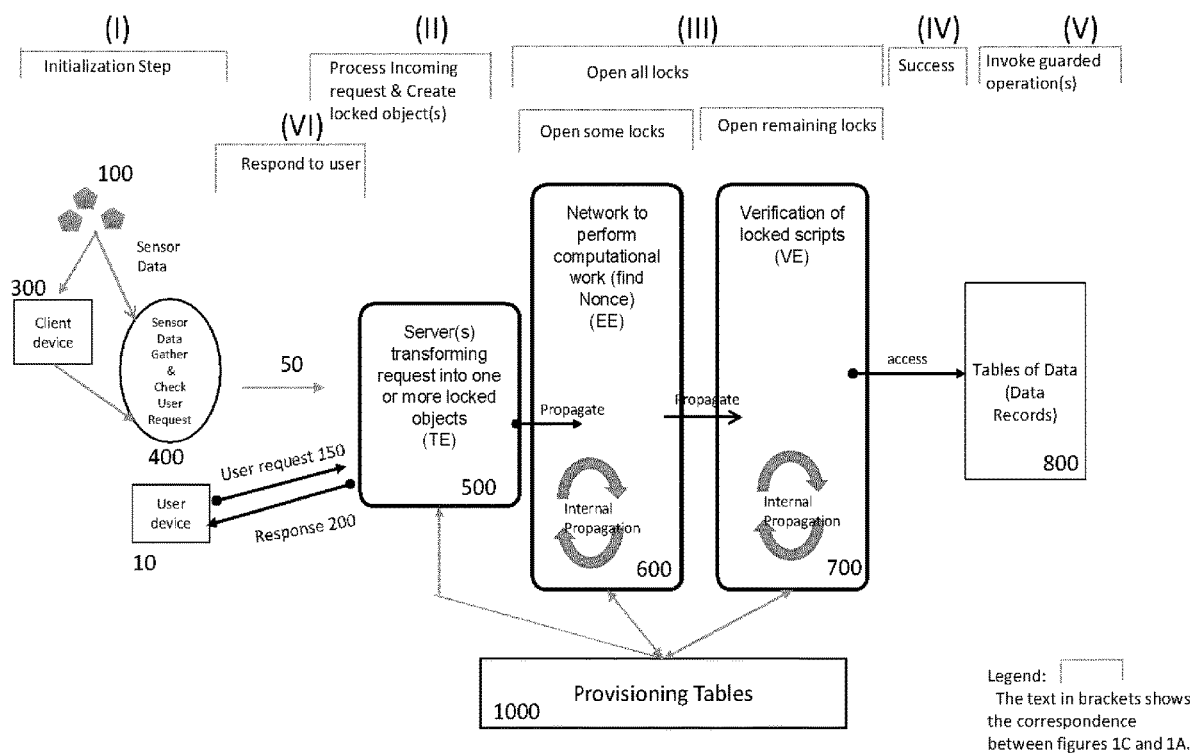 (I)
(II)
(III)
(IV)
(V)
Initialization Step
Process Incoming
request & Create
locked object(s)
Open all locks
Success
Invoke guarded
operation(s)
(VI)
Respond to user
Open some locks
Open remaining locks
100
Sensor
Data
300
Client
device
Sensor
Data
Gather
&
Check
User
Request
400
50
User request 150
Response 200
User
device
10
Server(s)
transforming
request into one
or more locked
objects
(TE)
500
Propagate
Network to
perform
computational
work (find
Nonce)
(EE)
Internal
Propagation
600
Propagate
Verification of
locked scripts
(VE)
Internal
Propagation
700
access
Tables of Data
(Data
Records)
800
Provisioning Tables
1000
Legend:
The text in brackets shows
the correspondence
between figures 1C and 1A.